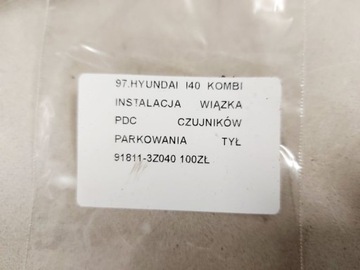 97.HYUNDAI I40 KOMBI
INSTALACJA WIĄZKA
PDC CZUJNIKÓW
PARKOWANIA TYŁ
91811-3Z040 100ZŁ